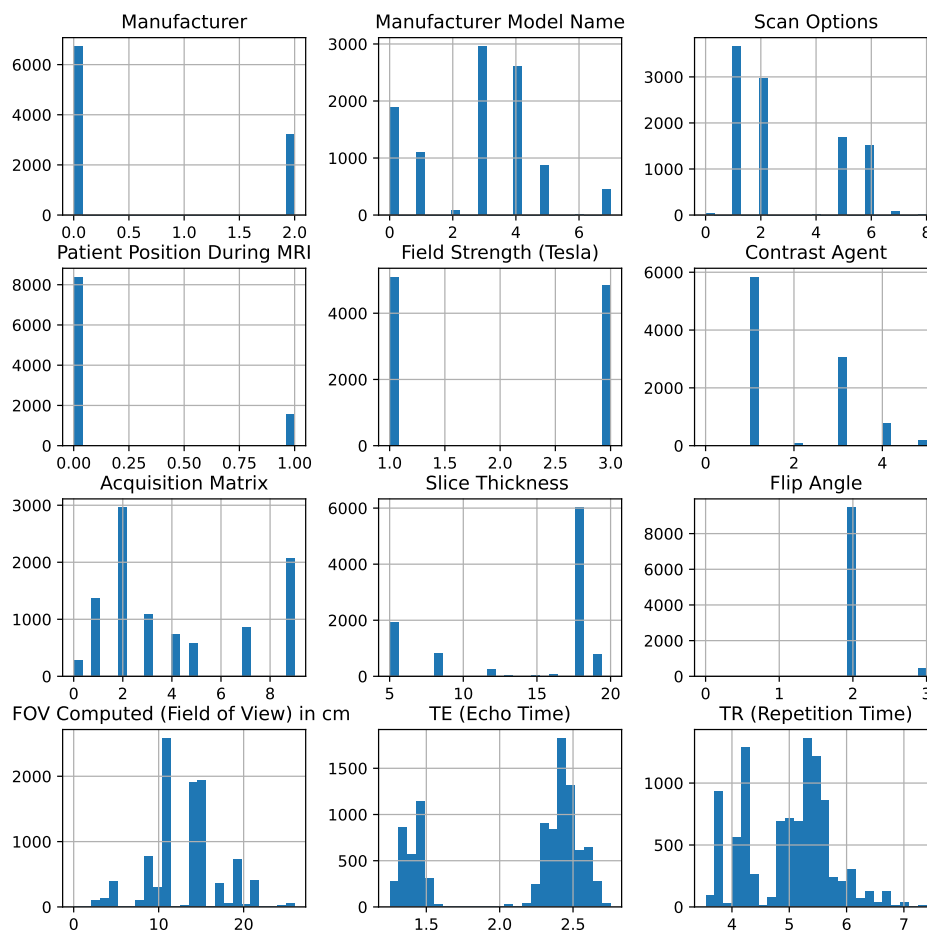 Manufacturer
Manufacturer Model Name
Scan Options
6000
4000
2000
0
0.0 0.5 1.0 1.5 2.0
3000
2000
1000
0
0 2 4 6
3000
2000
1000
0
0 2 4 6 8
Patient Position During MRI
Field Strength (Tesla)
Contrast Agent
8000
6000
4000
2000
0
0.00 0.25 0.50 0.75 1.00
4000
2000
0
1.0 1.5 2.0 2.5 3.0
6000
4000
2000
0
0 2 4
Acquisition Matrix
Slice Thickness
Flip Angle
3000
2000
1000
0
0 2 4 6 8
6000
4000
2000
0
5 10 15 20
8000
6000
4000
2000
0
0 1 2 3
FOV Computed (Field of View) in cm
TE (Echo Time)
TR (Repetition Time)
2000
1000
0
0 10 20
1500
1000
500
0
1.5 2.0 2.5
1000
500
0
4 5 6 7